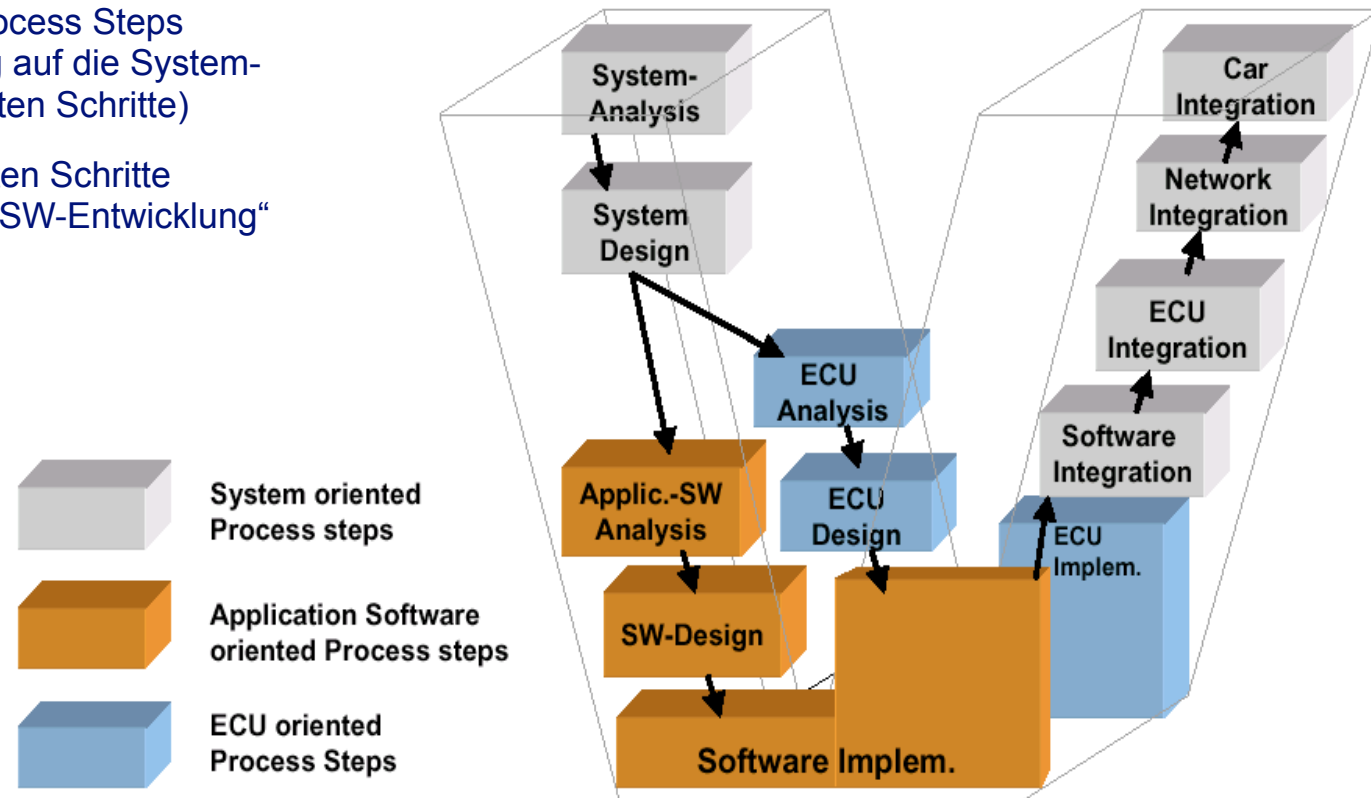 ocess Steps
g auf die System-
ten Schritte)
en Schritte
SW-Entwicklung“
System-
Analysis
System
Design
ECU
Analysis
ECU
Design
Applic.-SW
Analysis
SW-Design
Software Implem.
ECU
Implem.
Software
Integration
ECU
Integration
Network
Integration
Car
Integration
System oriented
Process steps
Application Software
oriented Process steps
ECU oriented
Process Steps